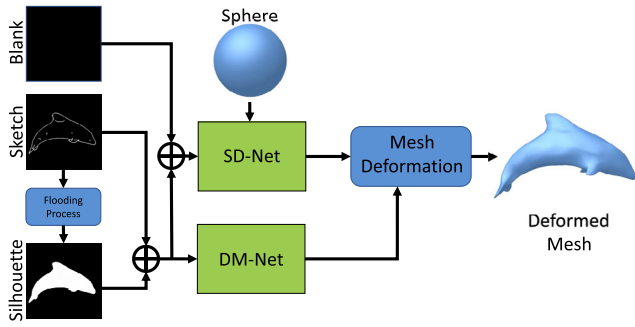 Sphere
Blank
Sketch
SD-Net
Mesh
Deformation
Flooding
Process
Silhouette
DM-Net
Deformed
Mesh